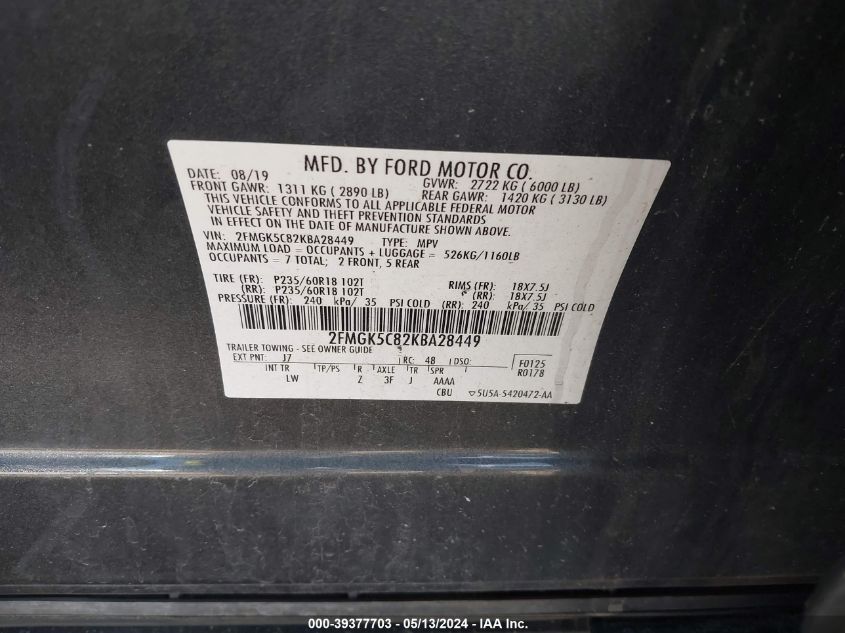 MFD. BY FORD MOTOR CO.
DATE: 08/19 GVWR: 2722 KG ( 6000 LB)
FRONT GAWR: 1311 KG ( 2890 LB) REAR GAWR: 1420 KG ( 3130 LB)
THIS VEHICLE CONFORMS TO ALL APPLICABLE FEDERAL MOTOR
VEHICLE SAFETY AND THEFT PREVENTION STANDARDS
IN EFFECT ON THE DATE OF MANUFACTURE SHOWN ABOVE.
VIN: 2FMGK5C82KBA28449 TYPE: MPV
MAXIMUM LOAD = OCCUPANTS + LUGGAGE = 526KG/1160LB
OCCUPANTS = 7 TOTAL; 2 FRONT, 5 REAR
TIRE (FR): P235/60R18 102T RIMS (FR): 18X7.5J
(RR): P235/60R18 102T (RR): 18X7.5J
PRESSURE (FR): 240 kPa/ 35 PSI COLD (RR): 240 kPa/ 35 PSI COLD
2FMGK5C82KBA28449
TRAILER TOWING - SEE OWNER GUIDE
EXT PNT: J7 RC: 48 DSO: F0125
R0178
INT TR TP/PS R AXLE TR SPR
LW Z 3F J AAAA
CBU ▽5U5A-5420472-AA
000-39377703 - 05/13/2024 - IAA Inc.